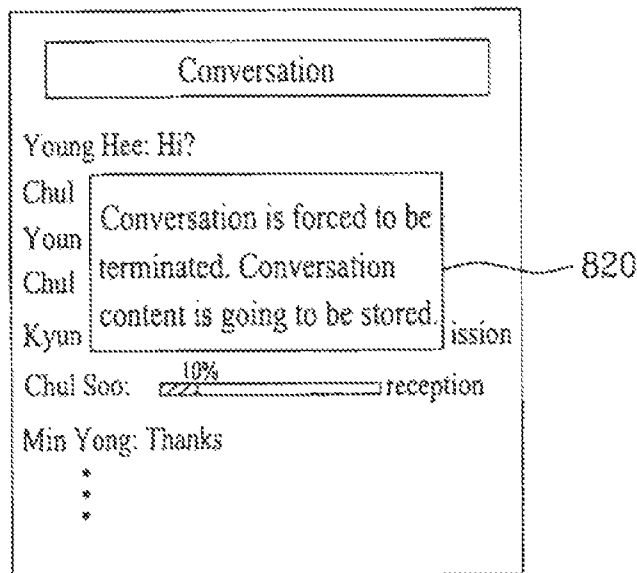 Conversation
Young Hee: Hi?
Chul
Youn
Chul
Kyun
Conversation is forced to be
terminated. Conversation
content is going to be stored.
820
ission
10%
Chul Soo: reception
Min Yong: Thanks